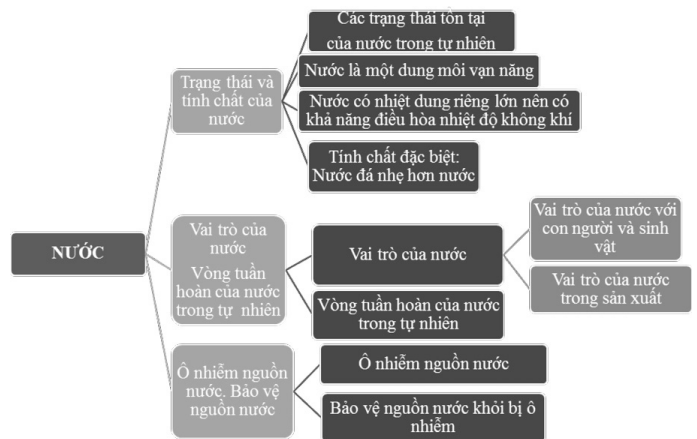 NƯỚC
Trạng thái và
tính chất của
nước
Các trạng thái tồn tại
của nước trong tự nhiên
Nước là một dung môi vạn năng
Nước có nhiệt dung riêng lớn nên có
khả năng điều hòa nhiệt độ không khí
Tính chất đặc biệt:
Nước đá nhẹ hơn nước
Vai trò của
nước
Vòng tuần
hoàn của nước
trong tự nhiên
Vai trò của nước
Vai trò của nước với
con người và sinh
vật
Vai trò của nước
trong sản xuất
Vòng tuần hoàn của nước
trong tự nhiên
Ô nhiễm nguồn
nước. Bảo vệ
nguồn nước
Ô nhiễm nguồn nước
Bảo vệ nguồn nước khỏi bị ô
nhiễm